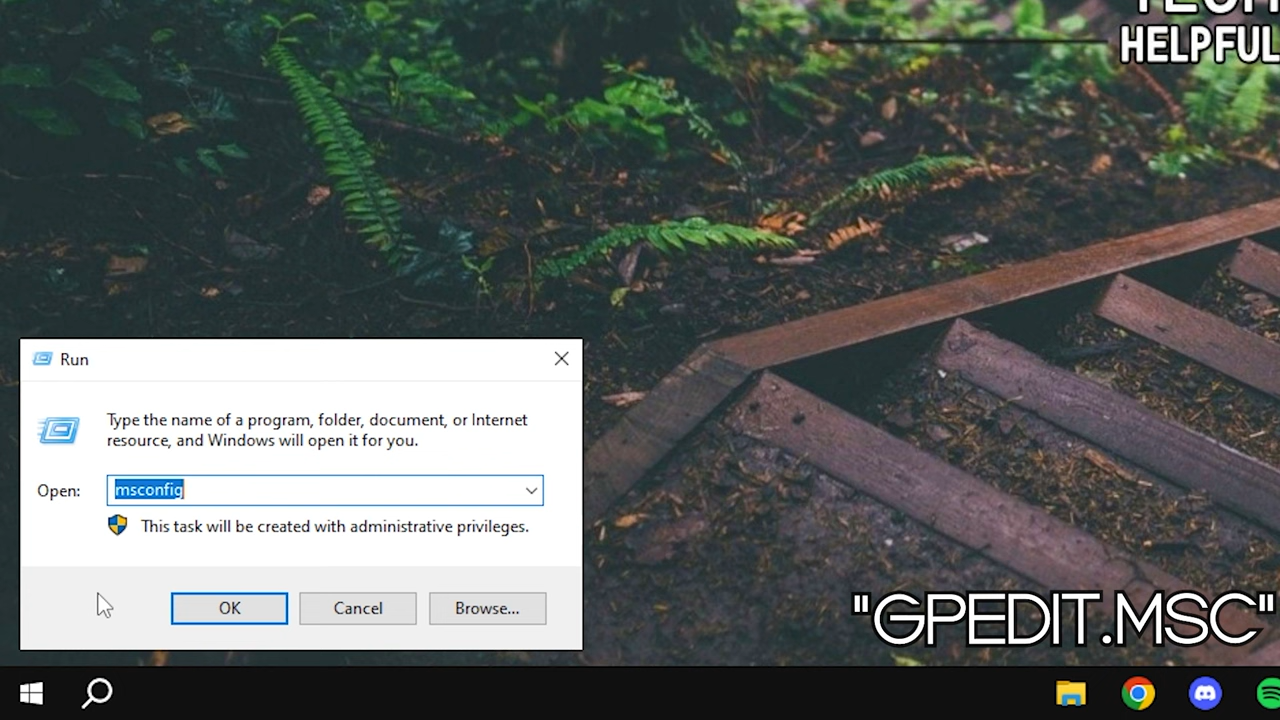 HELPFUL
Run
Type the name of a program, folder, document, or Internet
resource, and Windows will open it for you.
Open:
msconfig
This task will be created with administrative privileges.
OK
Cancel
Browse...
"GPEDIT.MSC"